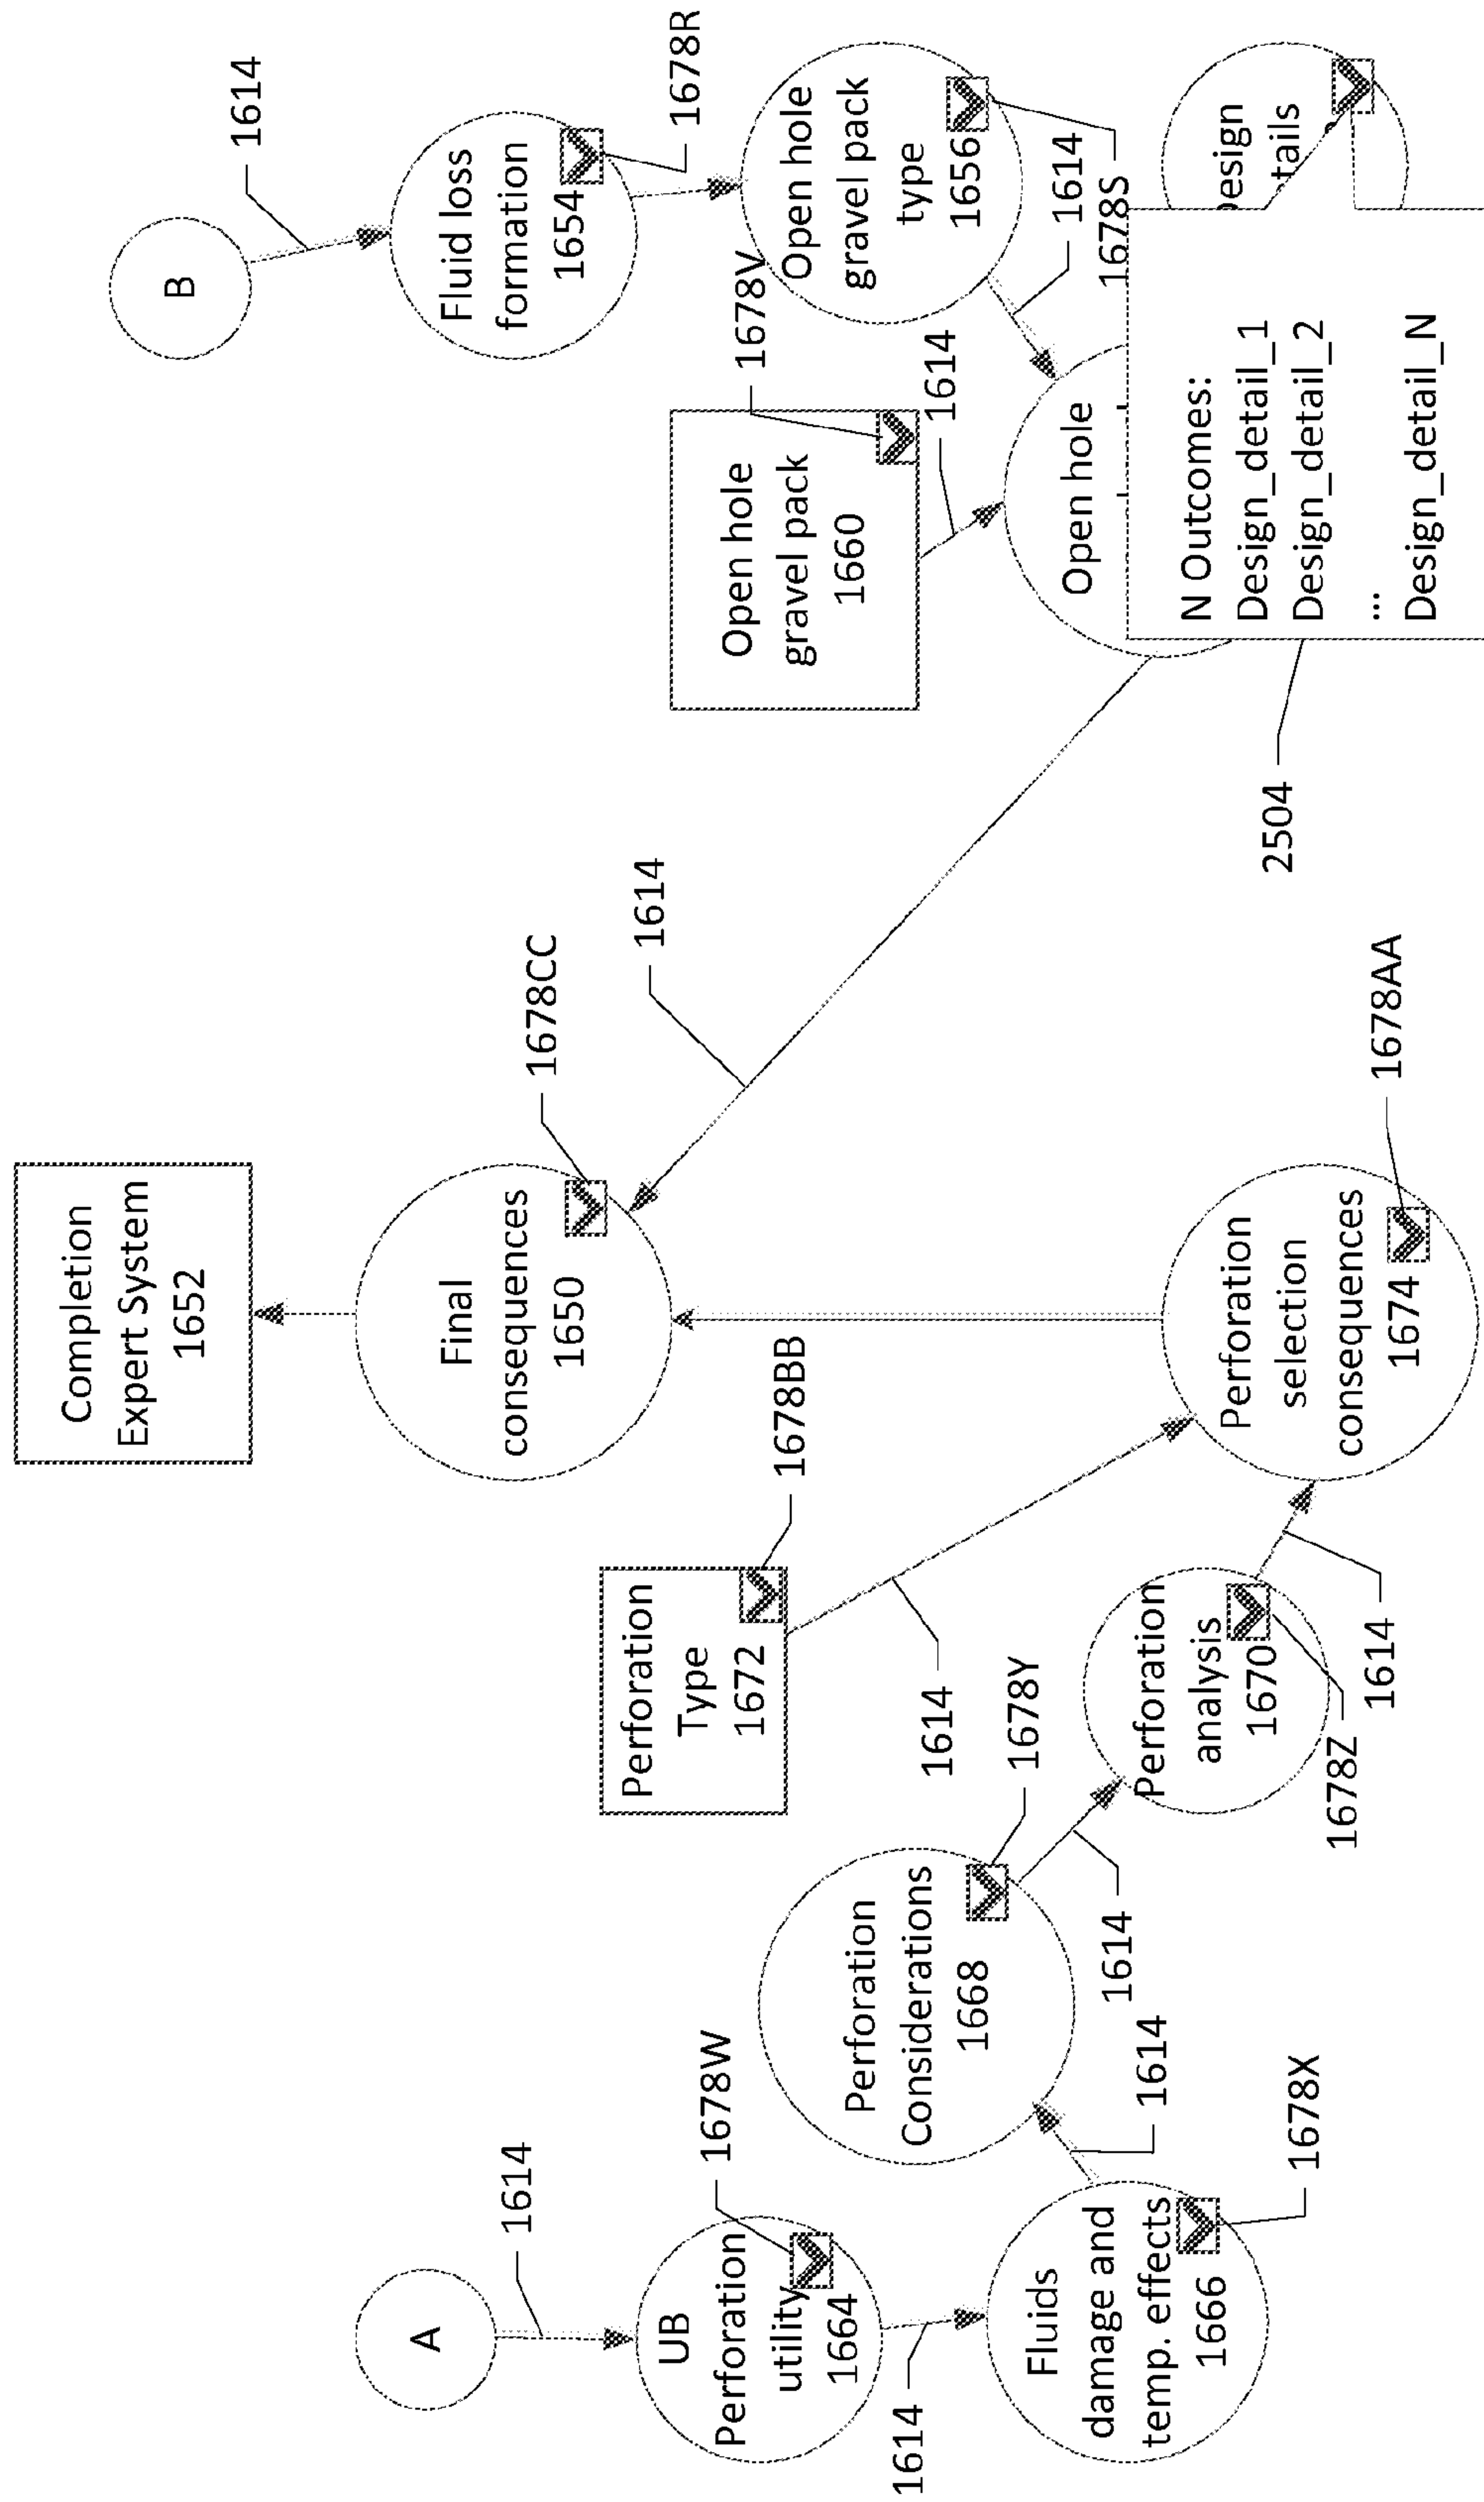 Completion
Expert System
1652
B
1614
A
1614
Final
consequences
1650
1678CC
Fluid loss
formation
1654
1678R
UB
Perforation
utility
1664
1678W
Perforation
Type
1672
1678BB
1614
Open hole
gravel pack
1660
1678V
Open hole
gravel pack
type
1656
1614
1614
1678Y
1614
1614
1678S
Fluids
damage and
temp. effects
1666
1678X
Perforation
Considerations
1668
1614
1614
Perforation
analysis
1670
1678Z
1614
Perforation
selection
consequences
1674
1678AA
Open hole
2504
N Outcomes:
Design_detail_1
Design_detail_2
...
Design_detail_N
esign
tails